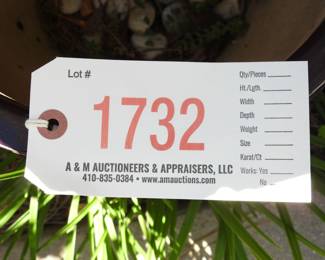 Lot #
1732
A & M AUCTIONEERS & APPRAISERS, LLC
410-835-0384 • www.amauctions.com
Qty/Pieces
Ht./Lgth
Width
Depth
Weight
Size
Karat/Ct
Works: Yes
No